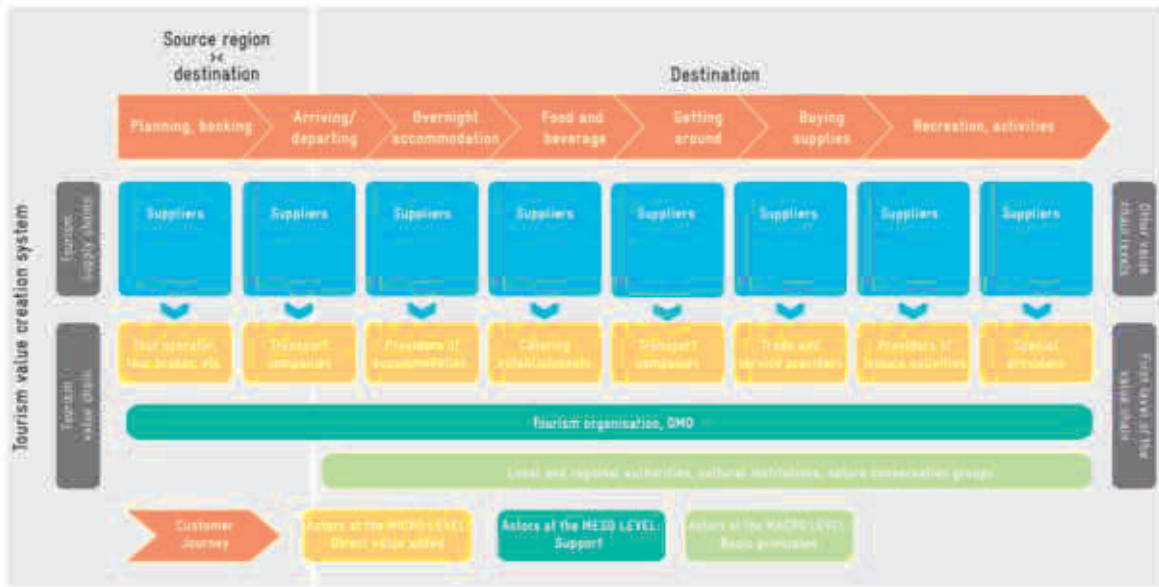 Source region
destination
Destination
Planning, booking
Arriving/
departing
Overnight
accommodation
Food and
beverage
Getting
around
Buying
supplies
Recreation, activities
Tourism value creation system
Tourism
Supply chains
Suppliers
Suppliers
Suppliers
Suppliers
Suppliers
Suppliers
Suppliers
Suppliers
Other value
chain levels
Tourism
value chain
Tour operator,
tour broker, etc.
Transport
companies
Providers of
accommodation
Catering
establishments
Transport
companies
Trade and
service providers
Providers of
leisure activities
Special
providers
First level of the
value chain
Tourism organisation, DMO
Local and regional authorities, cultural institutions, nature conservation groups
Customer
Journey
Actors at the MICRO LEVEL:
Direct value added
Actors at the MESO LEVEL:
Support
Actors at the MACRO LEVEL:
Basic principles